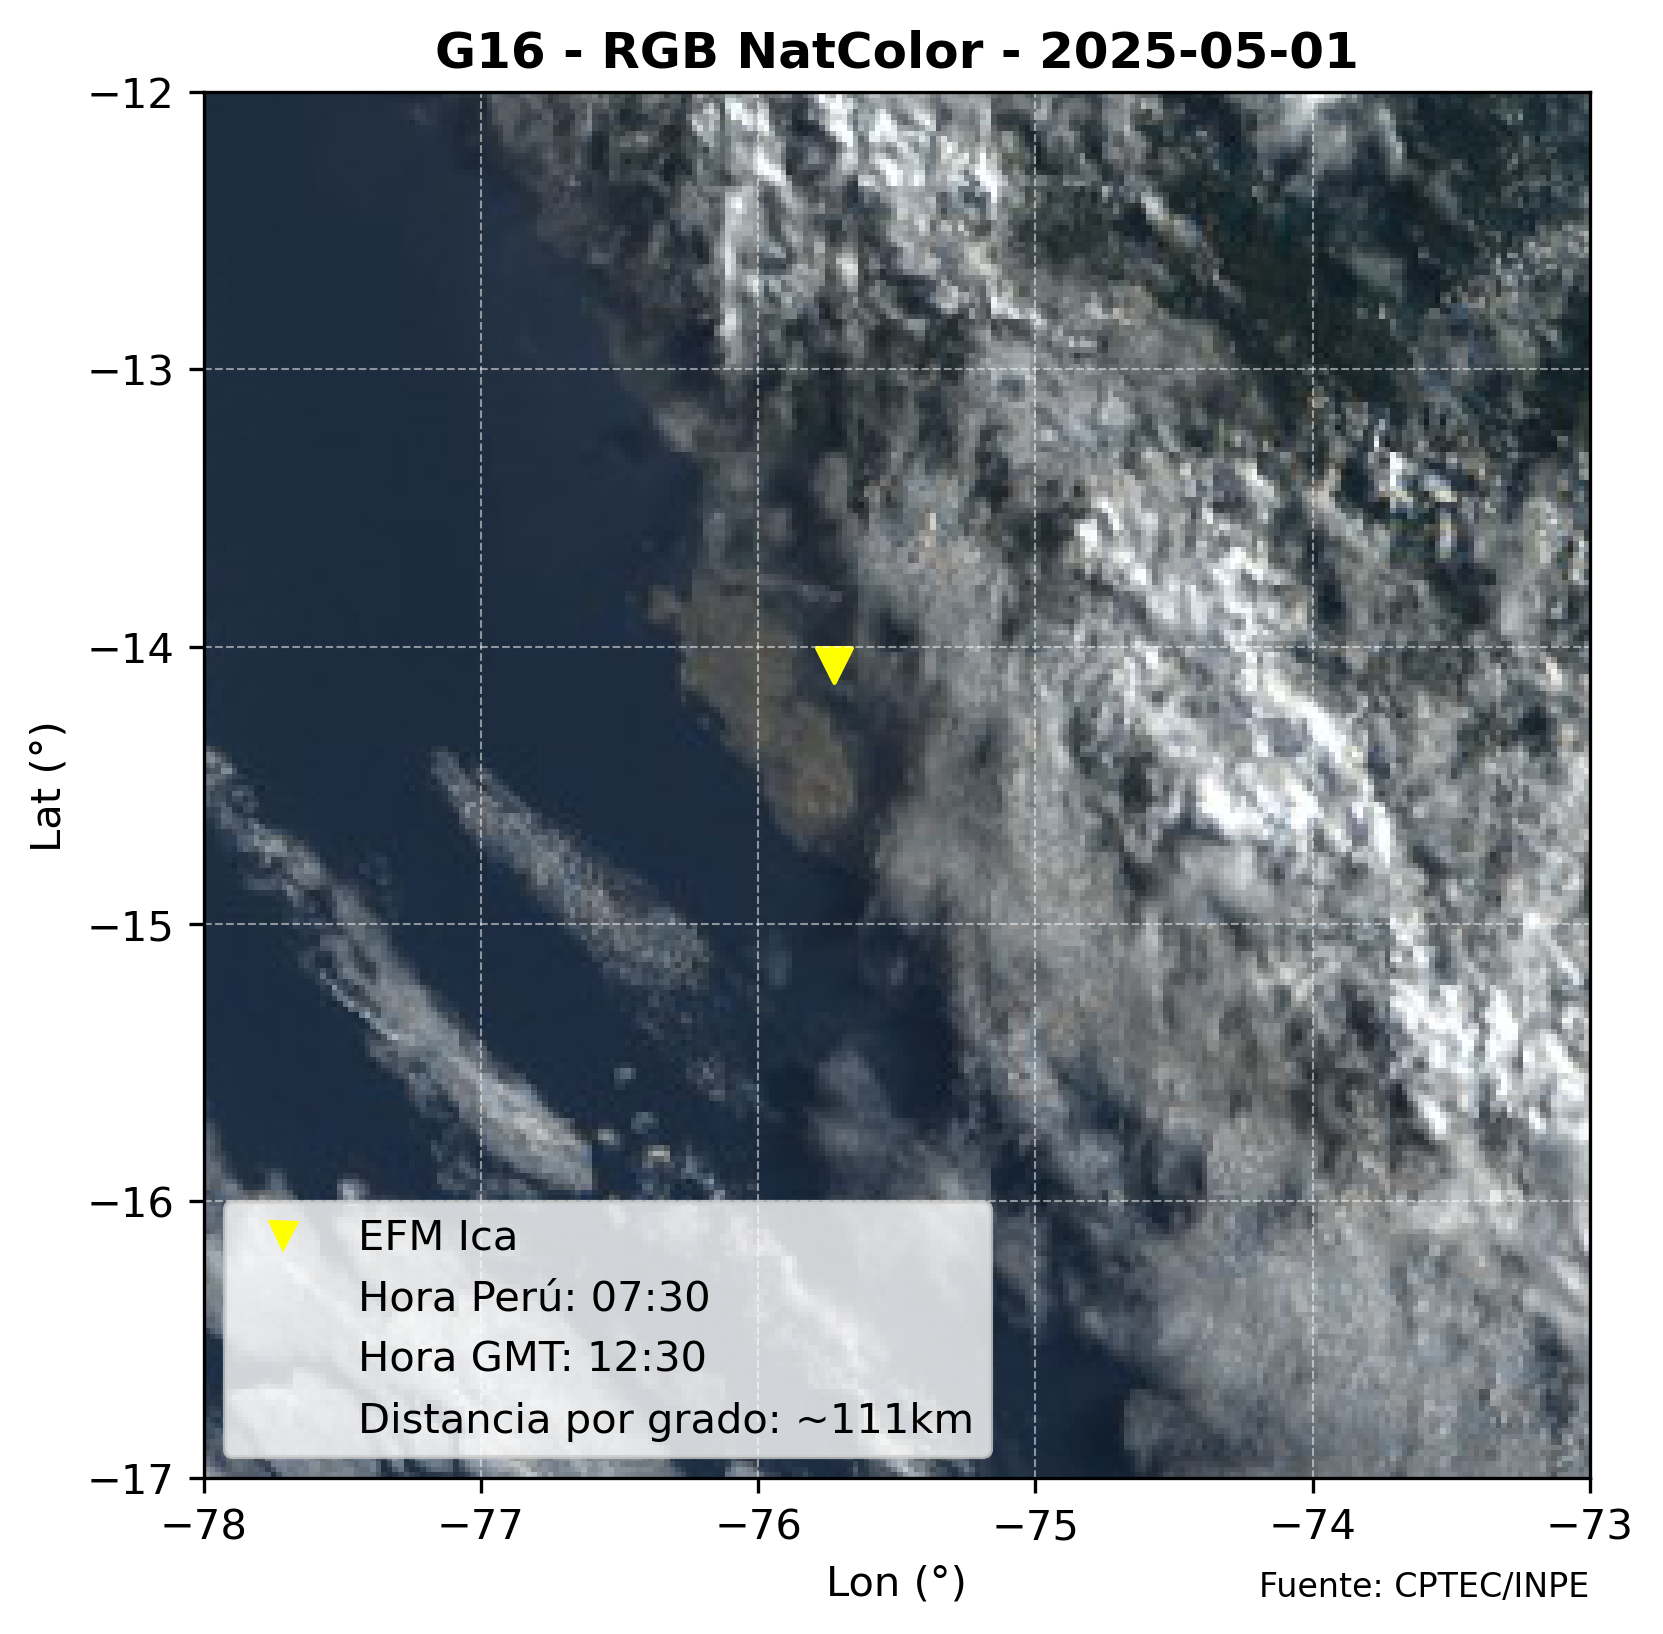 G16 - RGB NatColor - 2025-05-01
−12
−13
−14
−15
−16
−17
Lat (°)
EFM Ica
Hora Perú: 07:30
Hora GMT: 12:30
Distancia por grado: ~111km
−78 −77 −76 −75 −74 −73
Lon (°)
Fuente: CPTEC/INPE